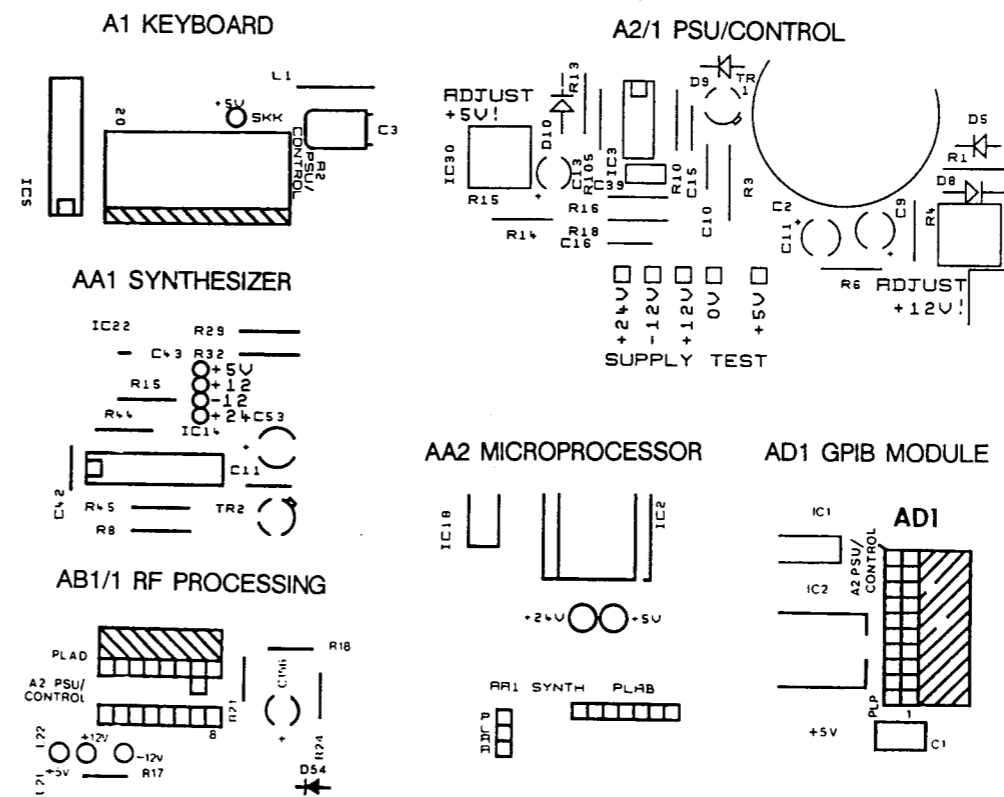 A1 KEYBOARD
L1
+5V
SKK
C3
20
A2
PSU/
CONTROL
IC5
A2/1 PSU/CONTROL
ADJUST
+5V!
R13
D9
TR
1
D10
D5
R1
D8
IC30
C13
R105
IC3
C39
R10
C15
R3
C10
R15
R16
R14
R18
C16
C2
C11
C9
R4
R6
ADJUST
+12V!
+24V
-12V
+12V
0V
+5V
SUPPLY TEST
AA1 SYNTHESIZER
IC22
R29
C43
R32
+5V
R15
+12
-12
R44
+24
C53
IC14
C11
C42
R45
TR2
R8
AA2 MICROPROCESSOR
IC18
IC2
+24V
+5V
AA1 SYNTH
PLAB
PLAA
AD1 GPIB MODULE
IC1
AD1
A2 PSU/
CONTROL
IC2
PLP
1
+5V
C1
AB1/1 RF PROCESSING
PLAD
R18
A2 PSU/
CONTROL
R21
8
L22
+12V
-12V
R24
L21
+5V
R17
D54